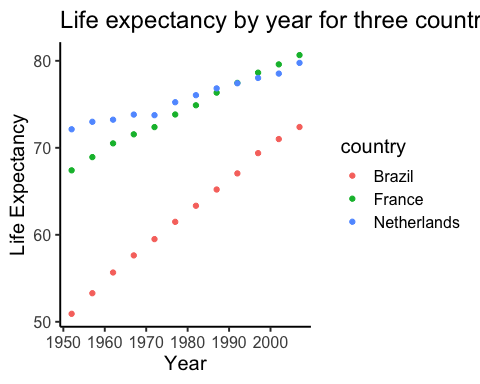 Life expectancy by year for three countr
80
70
60
50
1950 1960 1970 1980 1990 2000
Year
Life Expectancy
country
Brazil
France
Netherlands